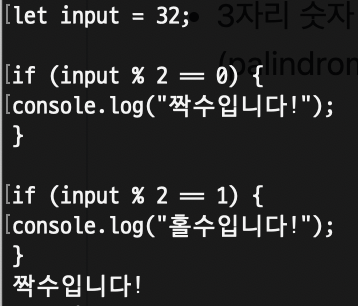 let input = 32;
3자리 숫자
(palindrom
if (input % 2 == 0) {
console.log("짝수입니다!");
}
if (input % 2 == 1) {
console.log("홀수입니다!");
}
짝수입니다!